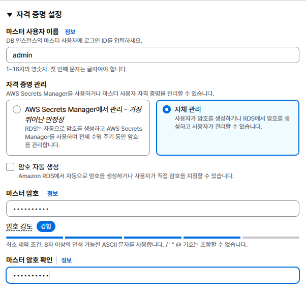 자격 증명 설정
마스터 사용자 이름 정보
DB 인스턴스의 마스터 사용자에 로그인 ID를 입력하세요.
admin
1~16자의 영숫자. 첫 번째 문자는 글자여야 합니다.
자격 증명 관리
AWS Secrets Manager를 사용하거나 마스터 사용자 자격 증명을 관리할 수 있습니다.
AWS Secrets Manager에서 관리 - 가장 뛰어난 안정성
RDS는 자동으로 암호를 생성하고 AWS Secrets Manager를 사용하여 전체 수명 주기 동안 암호를 관리합니다.
자체 관리
사용자가 암호를 생성하거나 RDS에서 암호를 생성하고 사용자가 관리할 수 있습니다.
암호 자동 생성
Amazon RDS에서 자동으로 암호를 생성하거나 사용자가 직접 암호를 지정할 수 있습니다.
마스터 암호 정보
••••••••••
암호 강도 강함
최소 제약 조건: 8자 이상의 인쇄 가능한 ASCII 문자를 사용합니다. / ' " @ 기호는 포함할 수 없습니다.
마스터 암호 확인 정보
••••••••••